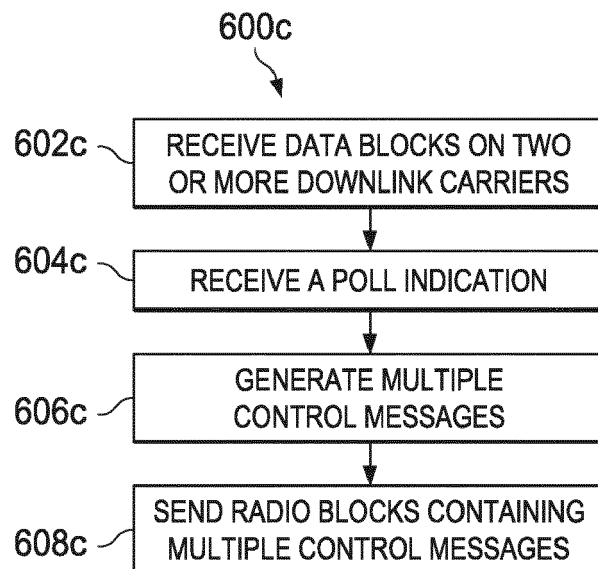 600c
602c
RECEIVE DATA BLOCKS ON TWO
OR MORE DOWNLINK CARRIERS
604c
RECEIVE A POLL INDICATION
606c
GENERATE MULTIPLE
CONTROL MESSAGES
608c
SEND RADIO BLOCKS CONTAINING
MULTIPLE CONTROL MESSAGES